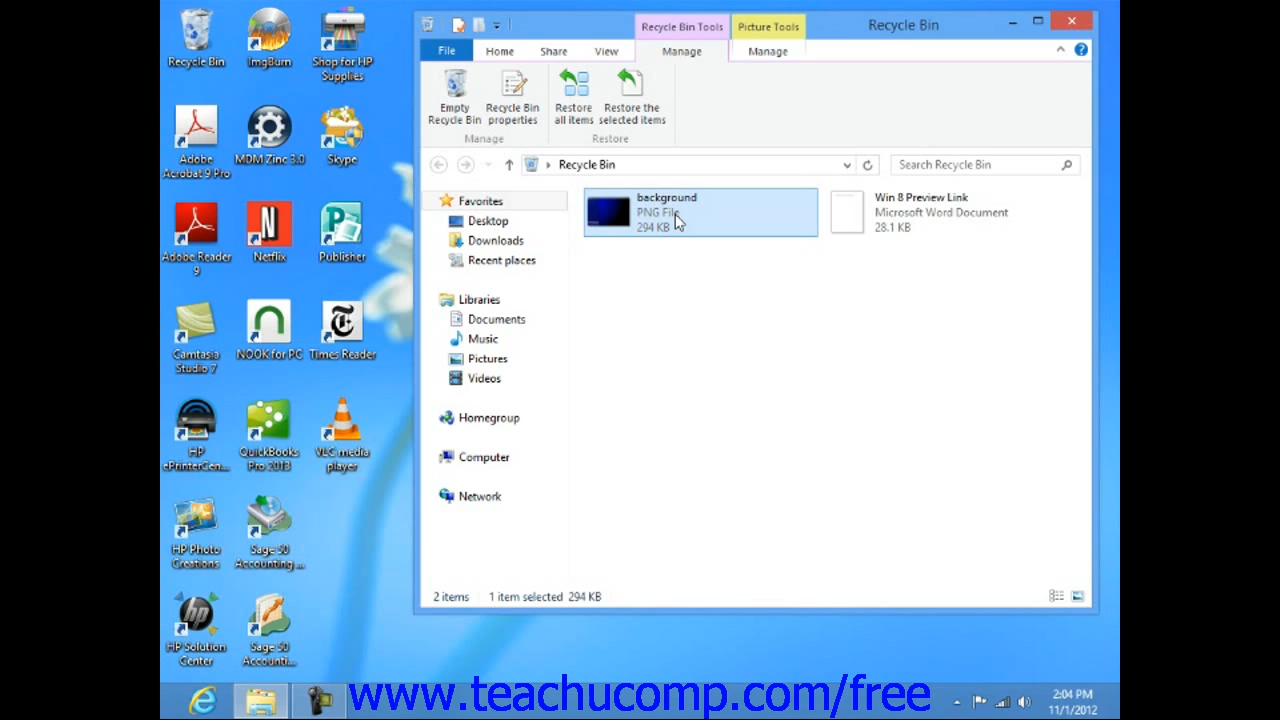 Recycle Bin
ImgBurn
Shop for HP
Supplies
Adobe
Acrobat 9 Pro
MDM Zinc 3.0
Skype
Adobe Reader
9
Netflix
Publisher
Camtasia
Studio 7
NOOK for PC
Times Reader
HP
ePrinterCen...
QuickBooks
Pro 2013
VLC media
player
HP Photo
Creations
Sage 50
Accounting ...
HP Solution
Center
Sage 50
Accounti...
Recycle Bin Tools
Picture Tools
Recycle Bin
File
Home
Share
View
Manage
Manage
Empty
Recycle Bin
Recycle Bin
properties
Restore
all items
Restore the
selected items
Manage
Restore
Recycle Bin
Search Recycle Bin
Favorites
Desktop
Downloads
Recent places
Libraries
Documents
Music
Pictures
Videos
Homegroup
Computer
Network
background
PNG File
294 KB
Win 8 Preview Link
Microsoft Word Document
28.1 KB
2 items
1 item selected 294 KB
www.teachucomp.com/free
2:04 PM
11/1/2012